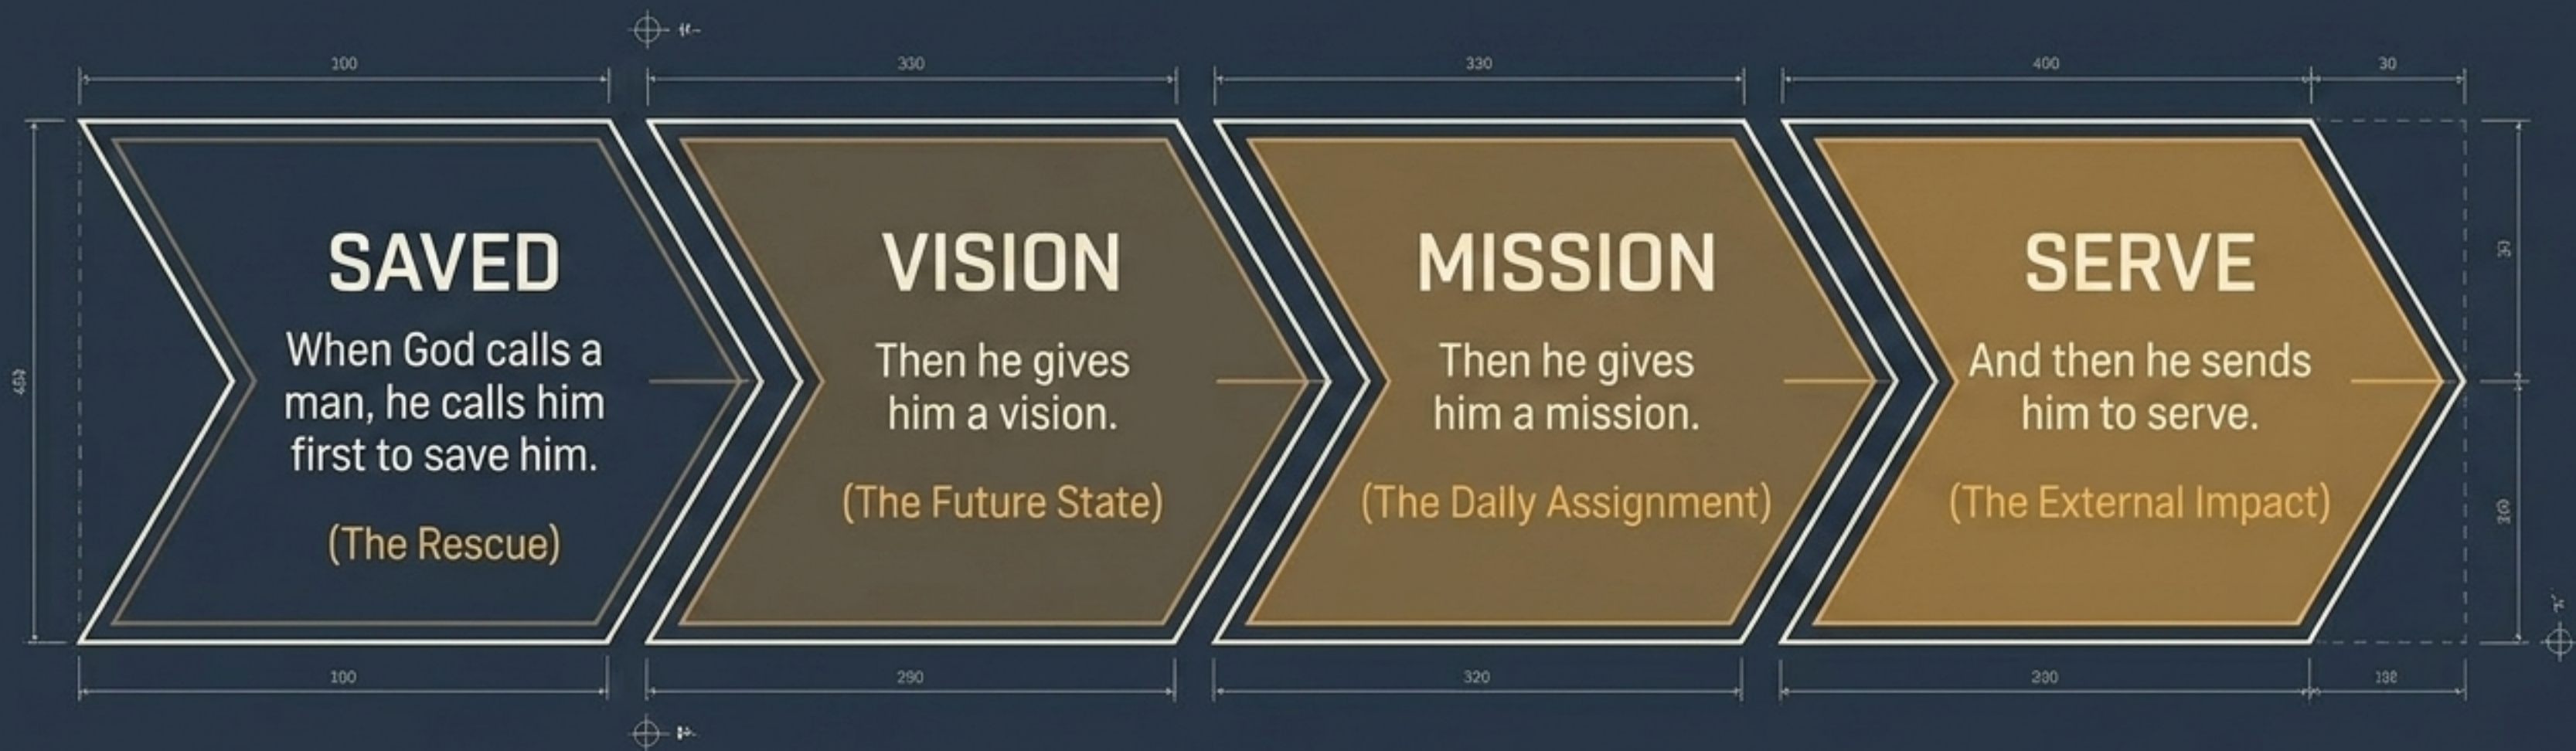 100
330
330
400
30
SAVED
When God calls a
man, he calls him
first to save him.
(The Rescue)
VISION
Then he gives
him a vision.
(The Future State)
MISSION
Then he gives
him a mission.
(The Daily Assignment)
SERVE
And then he sends
him to serve.
(The External Impact)
100
290
320